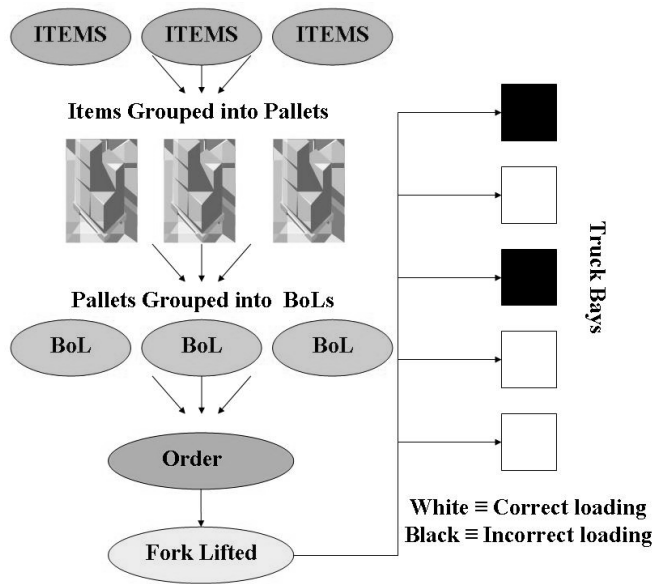 ITEMS ITEMS ITEMS
Items Grouped into Pallets
Pallets Grouped into BoLs
BoL BoL BoL
Order
Fork Lifted
Truck Bays
White ≡ Correct loading
Black ≡ Incorrect loading